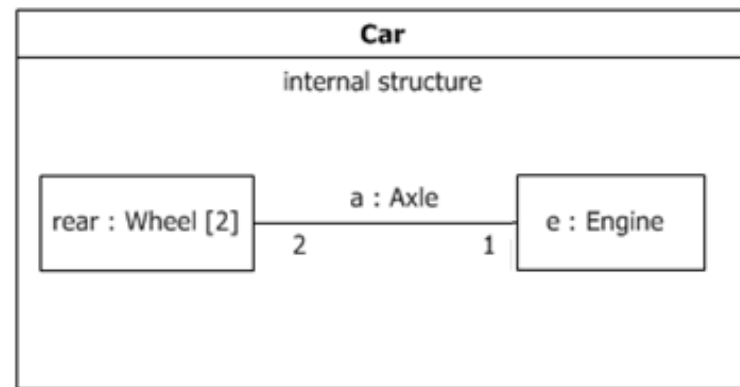 Car
internal structure
a : Axle
rear : Wheel [2]
e : Engine
2
1